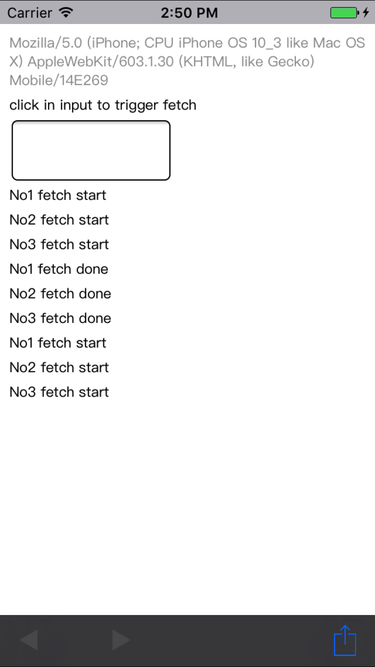 Carrier 2:50 PM
Mozilla/5.0 (iPhone; CPU iPhone OS 10_3 like Mac OS
X) AppleWebKit/603.1.30 (KHTML, like Gecko)
Mobile/14E269
click in input to trigger fetch
No1 fetch start
No2 fetch start
No3 fetch start
No1 fetch done
No2 fetch done
No3 fetch done
No1 fetch start
No2 fetch start
No3 fetch start